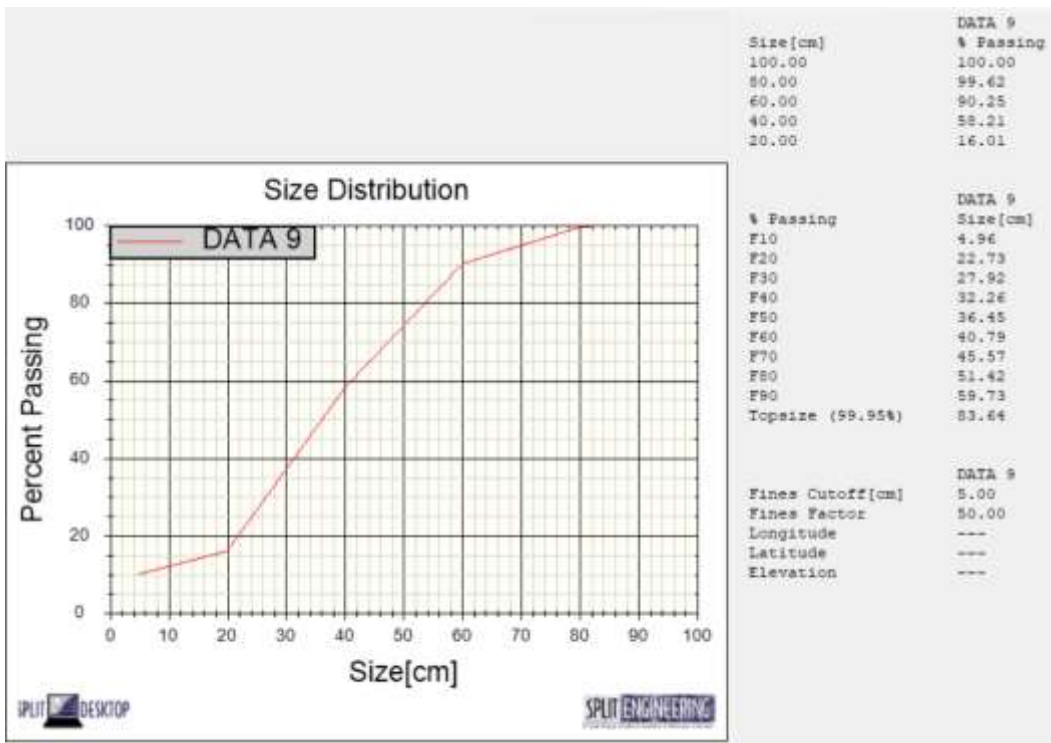 DATA 9
Size[cm] % Passing
100.00 100.00
80.00 99.62
60.00 90.25
40.00 58.21
20.00 16.01
DATA 9
% Passing Size[cm]
F10 4.96
F20 22.73
F30 27.92
F40 32.26
F50 36.45
F60 40.79
F70 45.57
F80 51.42
F90 59.73
Topsize (99.95%) 83.64
DATA 9
Fines Cutoff[cm] 5.00
Fines Factor 50.00
Longitude ---
Latitude ---
Elevation ---
Size Distribution
DATA 9
Percent Passing
100
80
60
40
20
0
0 10 20 30 40 50 60 70 80 90 100
Size[cm]
SPLIT DESKTOP
SPLIT ENGINEERING